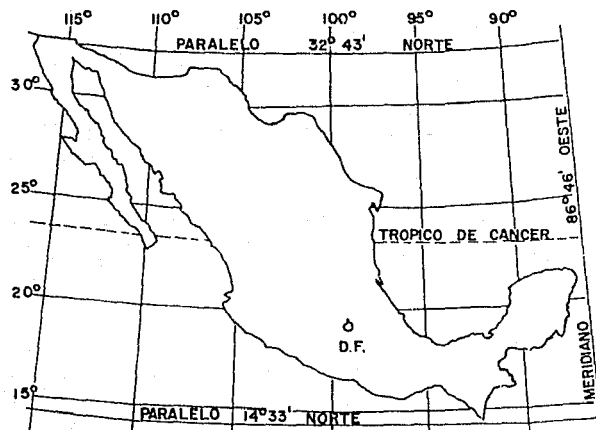 115° 110° 105° 100° 95° 90°
PARALELO 32° 43' NORTE
30°
86° 46' OESTE
25°
TROPICO DE CANCER
20°
D.F.
MERIDIANO
15°
PARALELO 14° 33' NORTE